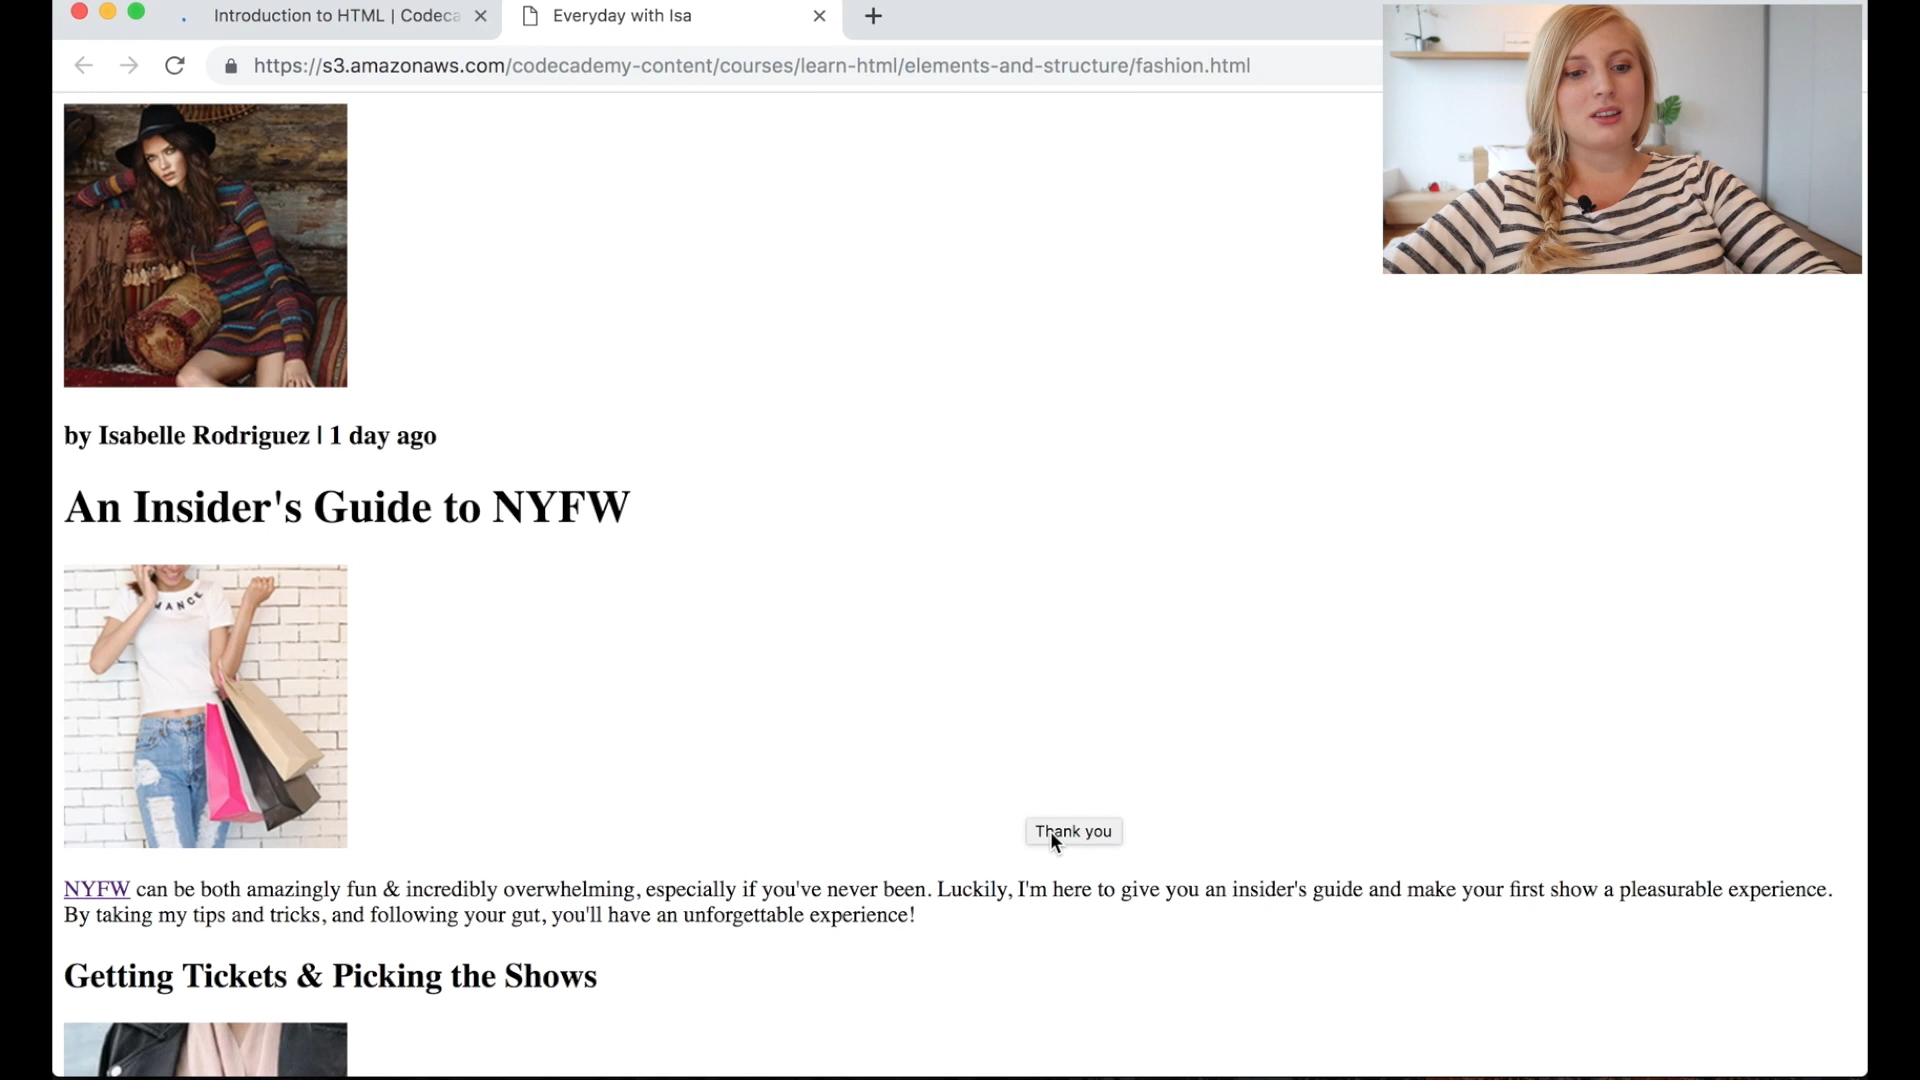 Introduction to HTML | Codeca
Everyday with Isa
https://s3.amazonaws.com/codecademy-content/courses/learn-html/elements-and-structure/fashion.html
by Isabelle Rodriguez | 1 day ago
An Insider's Guide to NYFW
VANCE
Thank you
NYFW can be both amazingly fun & incredibly overwhelming, especially if you've never been. Luckily, I'm here to give you an insider's guide and make your first show a pleasurable experience.
By taking my tips and tricks, and following your gut, you'll have an unforgettable experience!
Getting Tickets & Picking the Shows